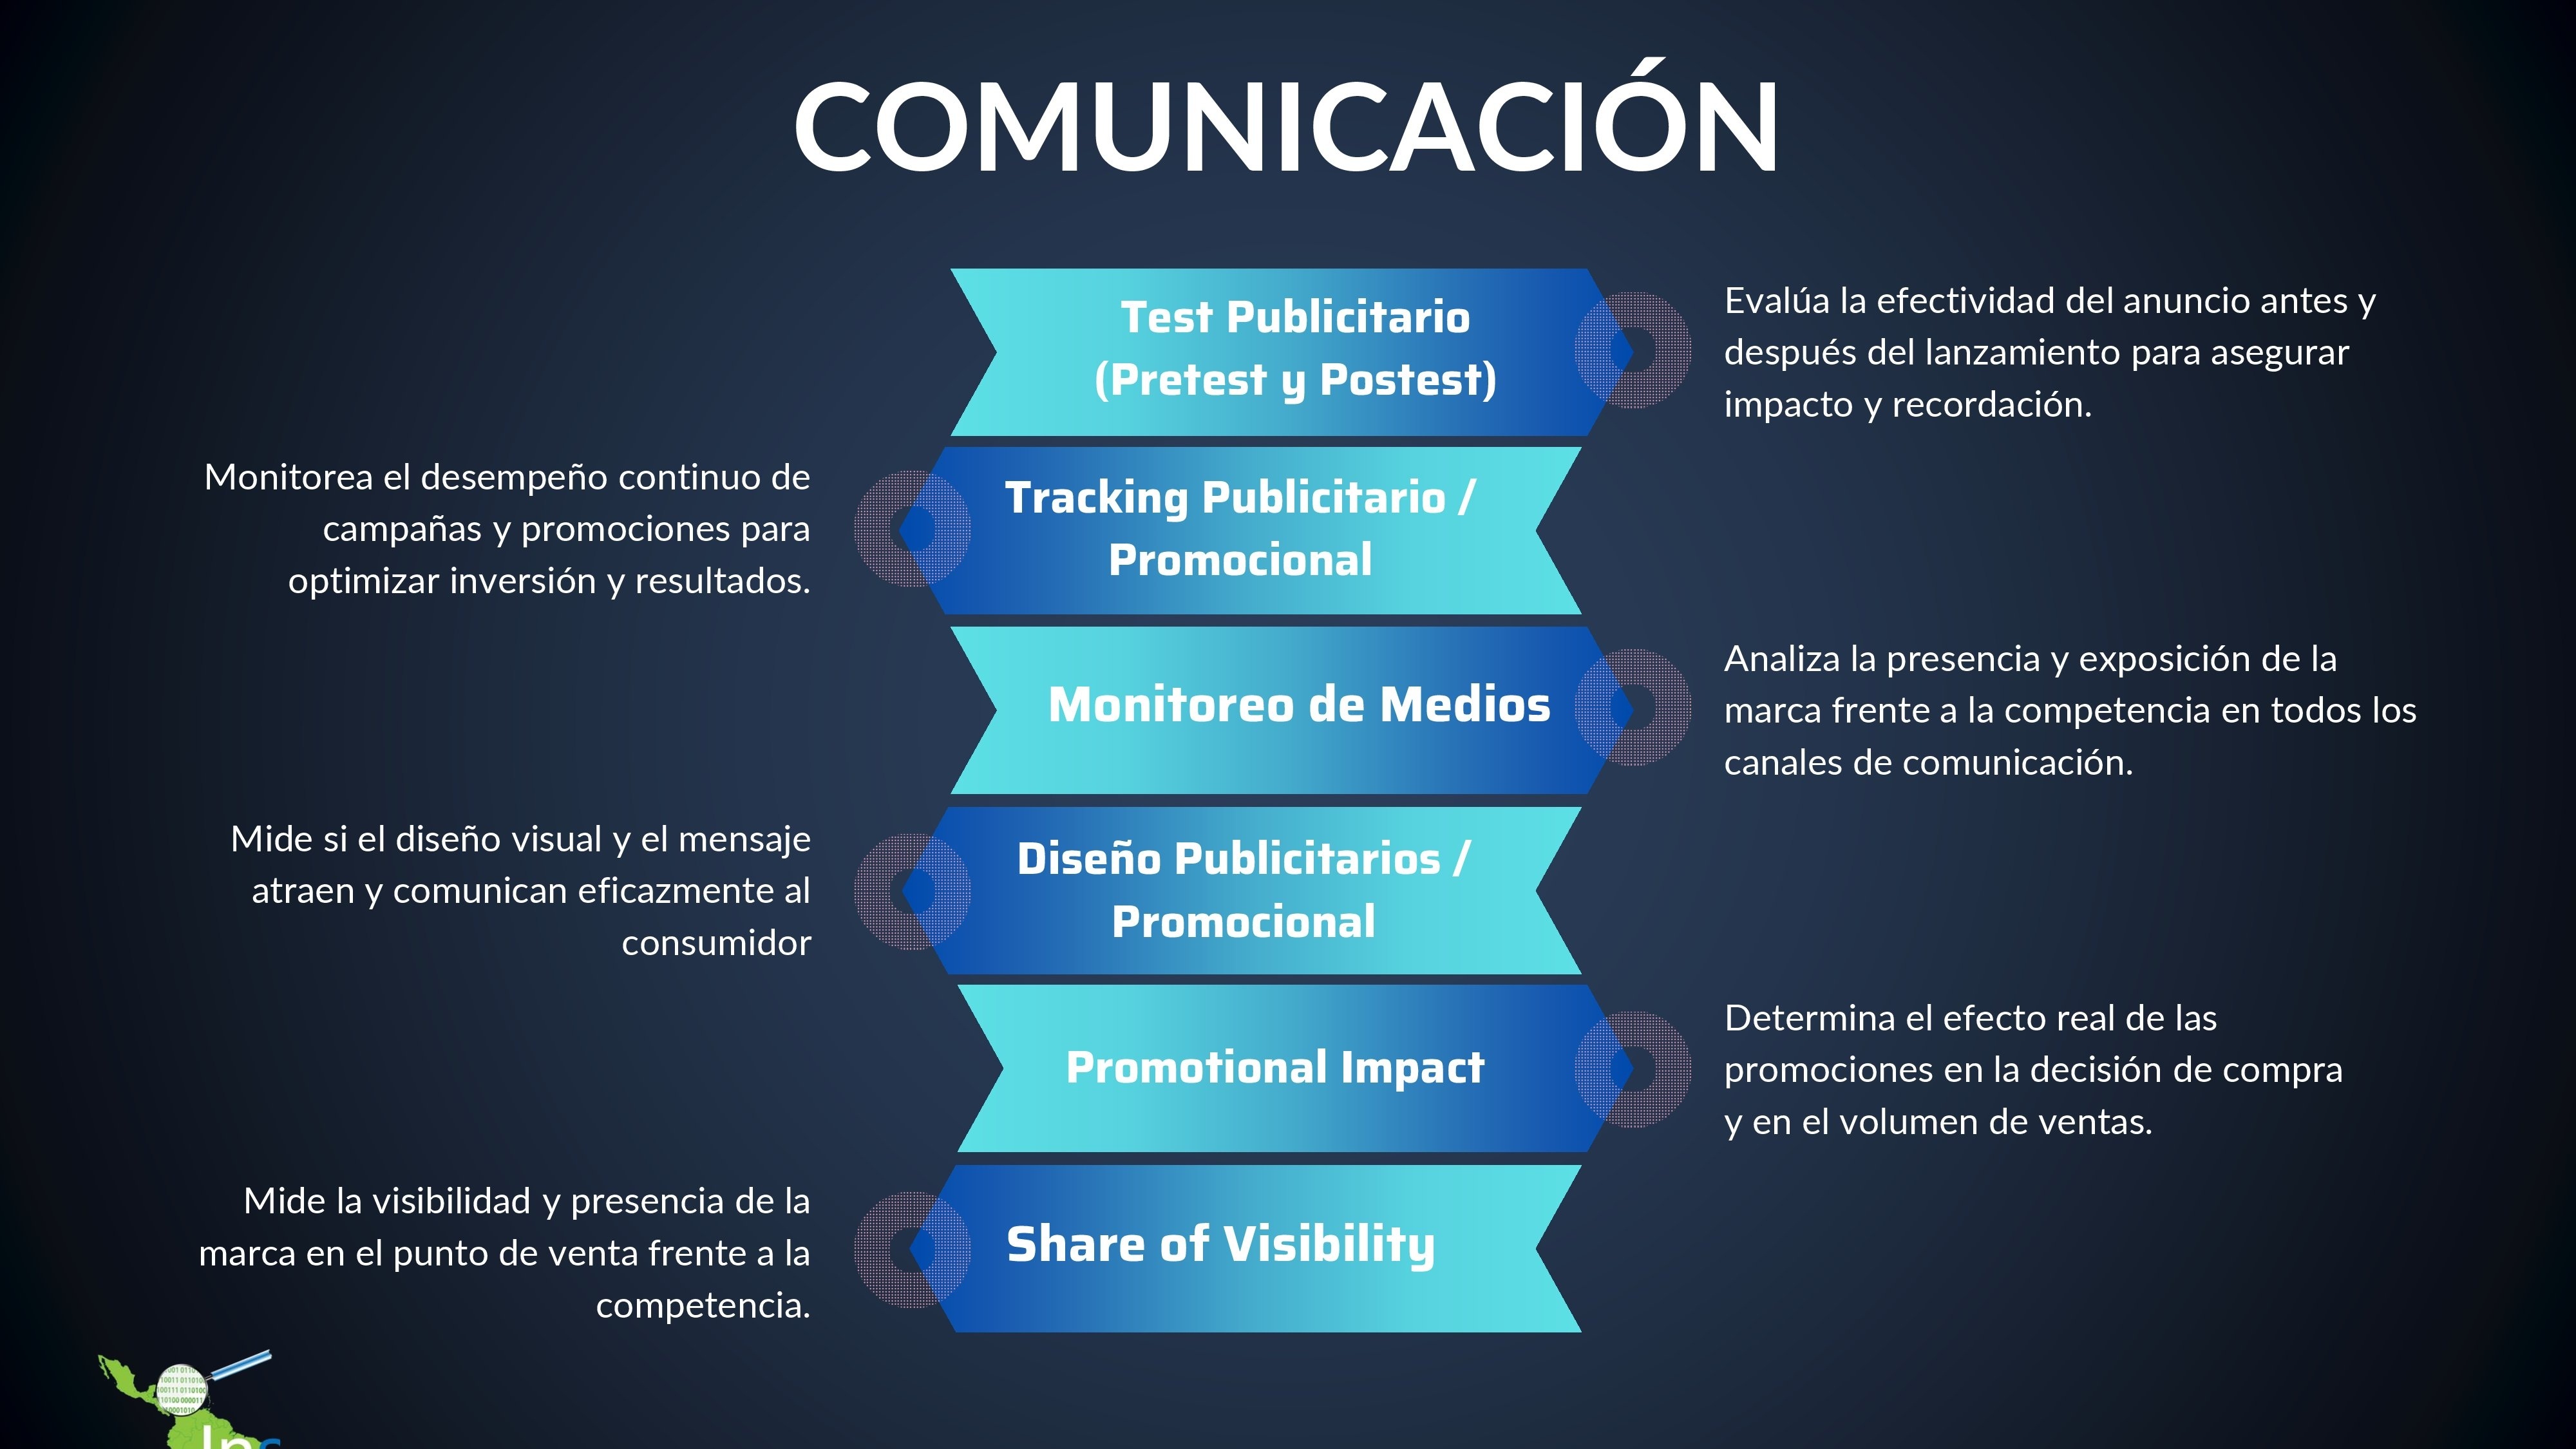 COMUNICACIÓN
Test Publicitario
(Pretest y Postest)
Evalúa la efectividad del anuncio antes y
después del lanzamiento para asegurar
impacto y recordación.
Monitorea el desempeño continuo de
campañas y promociones para
optimizar inversión y resultados.
Tracking Publicitario /
Promocional
Monitoreo de Medios
Analiza la presencia y exposición de la
marca frente a la competencia en todos los
canales de comunicación.
Mide si el diseño visual y el mensaje
atraen y comunican eficazmente al
consumidor
Diseño Publicitarios /
Promocional
Promotional Impact
Determina el efecto real de las
promociones en la decisión de compra
y en el volumen de ventas.
Mide la visibilidad y presencia de la
marca en el punto de venta frente a la
competencia.
Share of Visibility